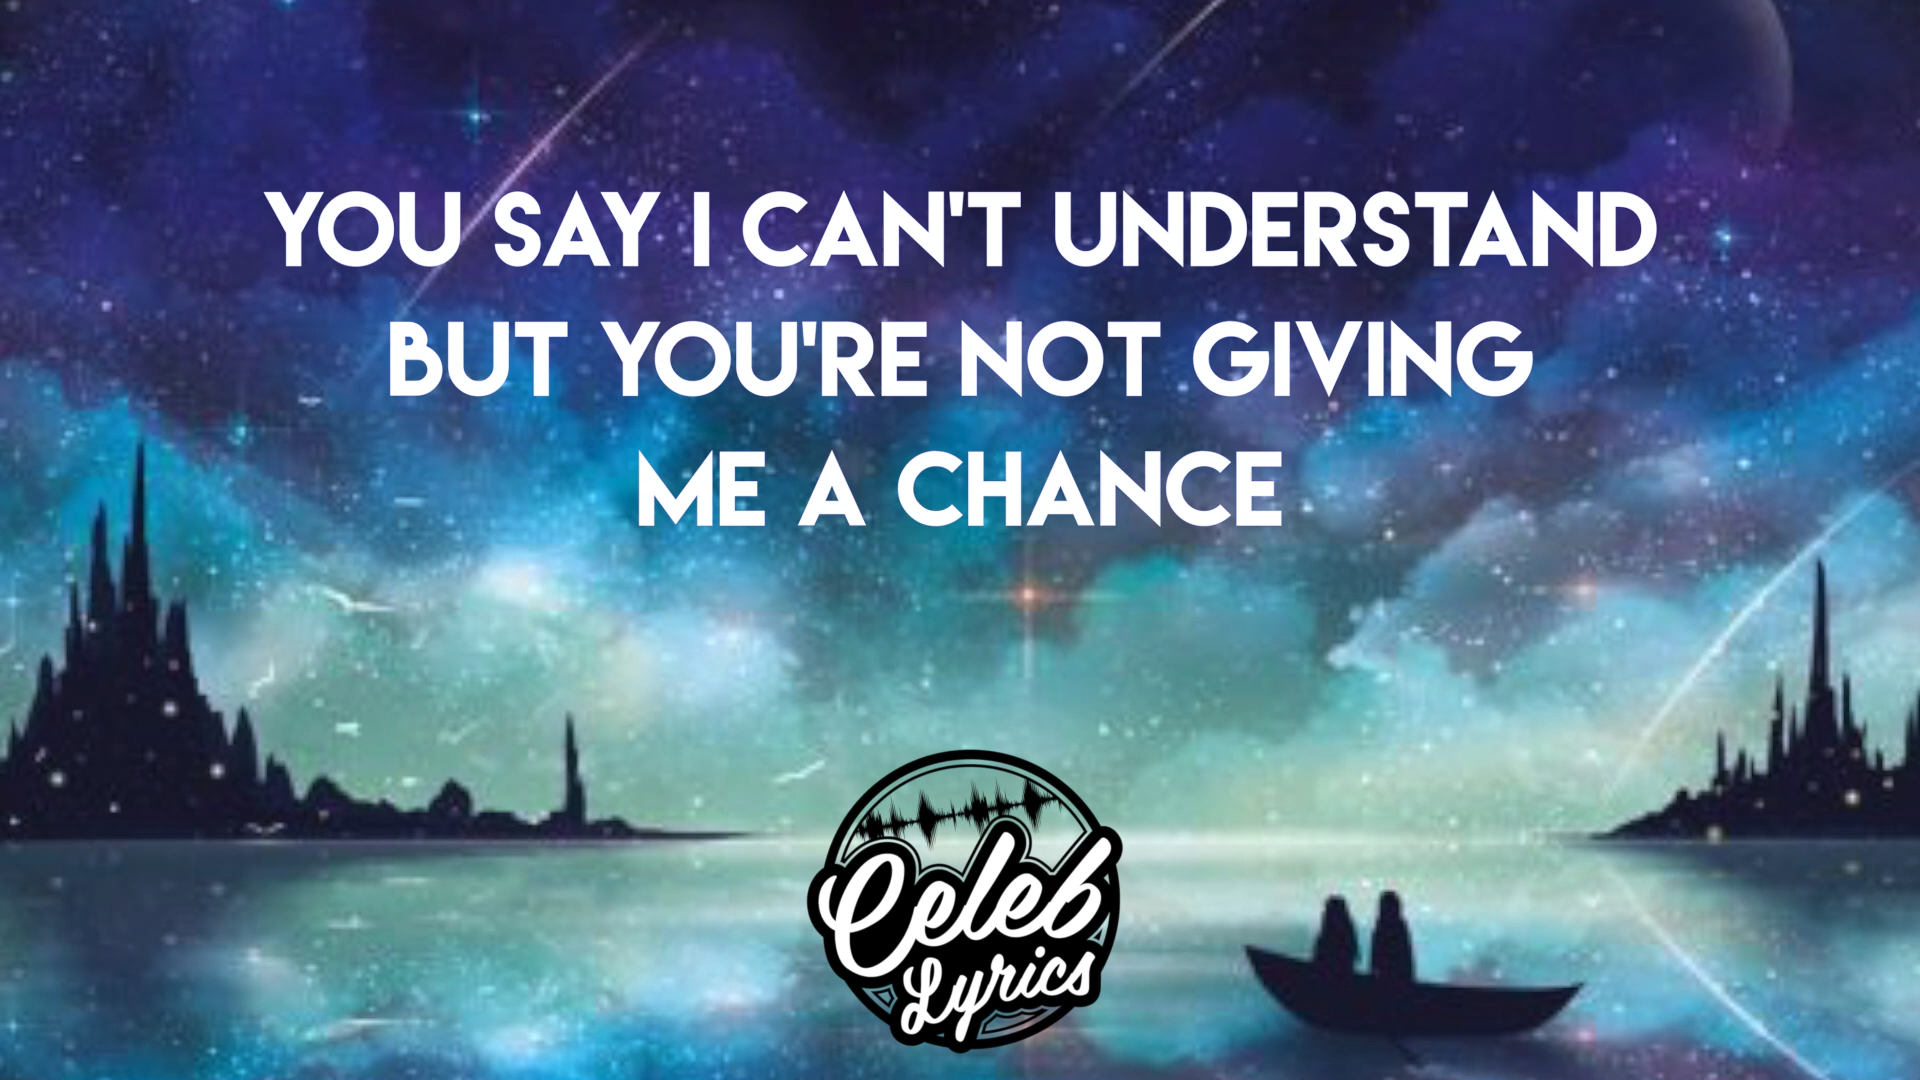 YOU SAY I CAN'T UNDERSTAND
BUT YOU'RE NOT GIVING
ME A CHANCE
Celeb
Lyrics